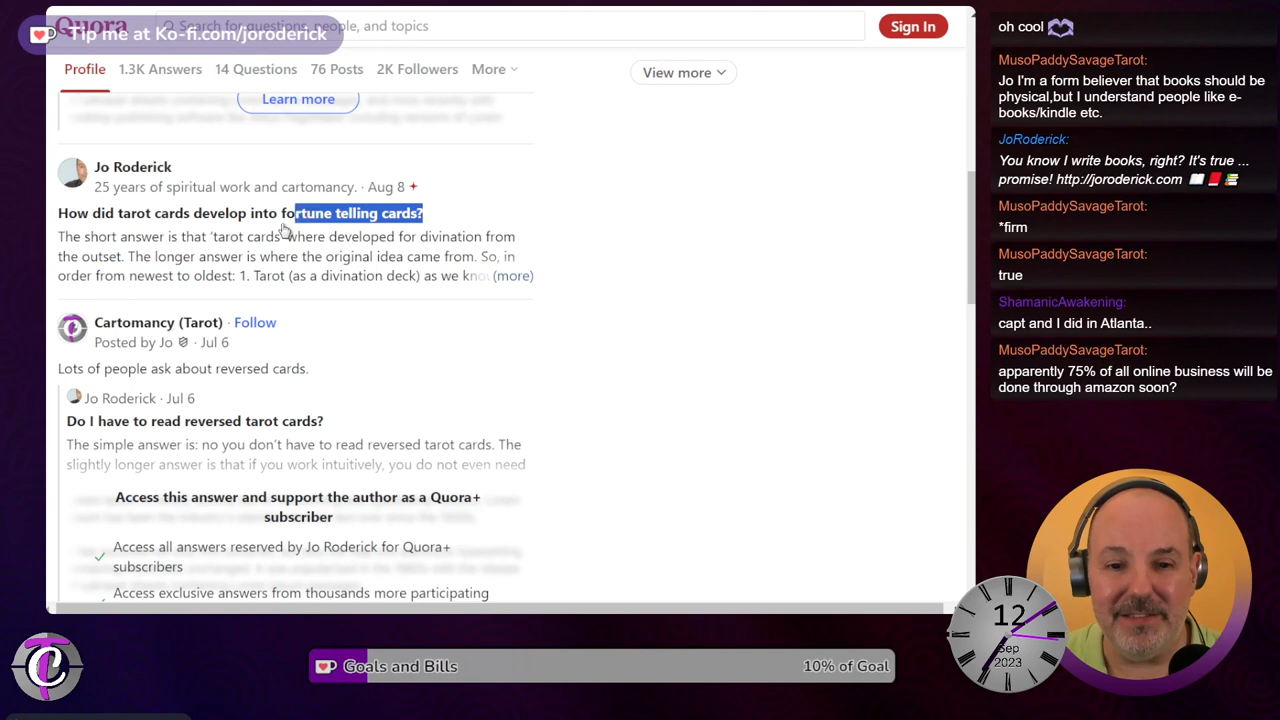 Quora
Search for questions, people, and topics
Sign In
Tip me at Ko-fi.com/joroderick
Profile
1.3K Answers
14 Questions
76 Posts
2K Followers
More
View more
Learn more
Jo Roderick
25 years of spiritual work and cartomancy. · Aug 8
How did tarot cards develop into fortune telling cards?
The short answer is that ‘tarot cards’ where developed for divination from
the outset. The longer answer is where the original idea came from. So, in
order from newest to oldest: 1. Tarot (as a divination deck) as we (more)
Cartomancy (Tarot) · Follow
Posted by Jo · Jul 6
Lots of people ask about reversed cards.
Jo Roderick · Jul 6
Do I have to read reversed tarot cards?
The simple answer is: no you don’t have to read reversed tarot cards. The
slightly longer answer is that if you work intuitively, you do not even need
Access this answer and support the author as a Quora+
subscriber
Access all answers reserved by Jo Roderick for Quora+
subscribers
Access exclusive answers from thousands more participating
oh cool
MusoPaddySavageTarot:
Jo I'm a form believer that books should be
physical,but I understand people like e-
books/kindle etc.
JoRoderick:
You know I write books, right? It's true ...
promise! http://joroderick.com
MusoPaddySavageTarot:
*firm
MusoPaddySavageTarot:
true
ShamanicAwakening:
capt and I did in Atlanta..
MusoPaddySavageTarot:
apparently 75% of all online business will be
done through amazon soon?
12
Sep
2023
TC
Goals and Bills
10% of Goal